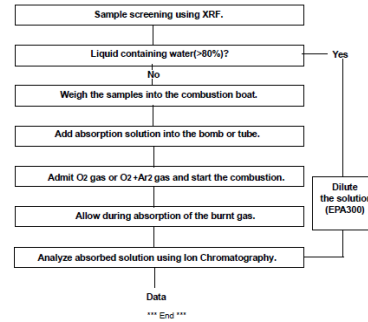 Sample screening using XRF.
Liquid containing water(>80%)?
Yes
No
Weigh the samples into the combustion boat.
Add absorption solution into the bomb or tube.
Admit O2 gas or O2+Ar2 gas and start the combustion.
Dilute
the solution
(EPA300)
Allow during absorption of the burnt gas.
Analyze absorbed solution using Ion Chromatography.
Data
*** End ***